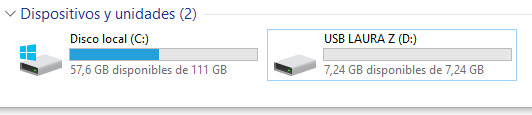 Dispositivos y unidades (2)
Disco local (C:)
57,6 GB disponibles de 111 GB
USB LAURA Z (D:)
7,24 GB disponibles de 7,24 GB